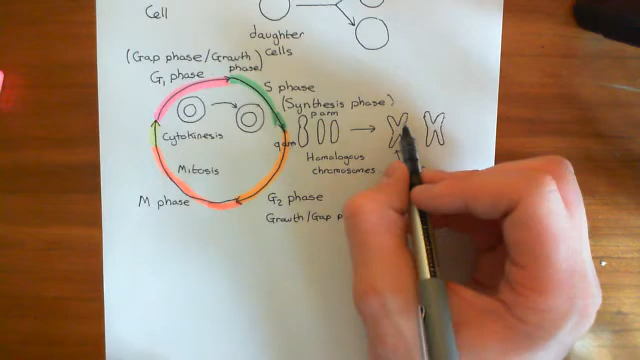 Cell
daughter
cells
(Gap phase/Growth
phase)
G1 phase
S phase
(Synthesis phase)
p arm
q arm
Cytokinesis
Homologous
chromosomes
Mitosis
M phase
G2 phase
Growth/Gap